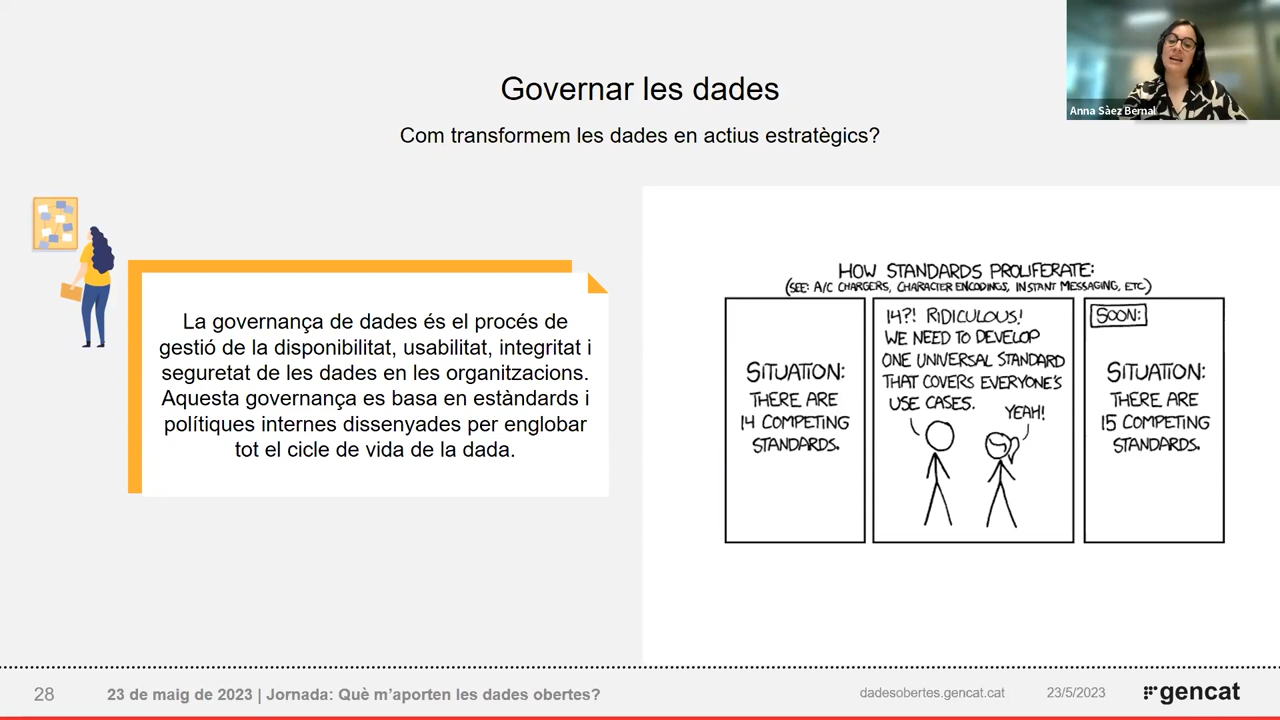 Governar les dades
Com transformem les dades en actius estratègics?
Anna Sàez Bernal
La governança de dades és el procés de
gestió de la disponibilitat, usabilitat, integritat i
seguretat de les dades en les organitzacions.
Aquesta governança es basa en estàndards i
polítiques internes dissenyades per englobar
tot el cicle de vida de la dada.
HOW STANDARDS PROLIFERATE:
(SEE: A/C CHARGERS, CHARACTER ENCODINGS, INSTANT MESSAGING, ETC.)
SITUATION:
THERE ARE
14 COMPETING
STANDARDS.
14?! RIDICULOUS!
WE NEED TO DEVELOP
ONE UNIVERSAL STANDARD
THAT COVERS EVERYONE'S
USE CASES.
YEAH!
SOON:
SITUATION:
THERE ARE
15 COMPETING
STANDARDS.
28
23 de maig de 2023 | Jornada: Què m’aporten les dades obertes?
dadesobertes.gencat.cat
23/5/2023
gencat